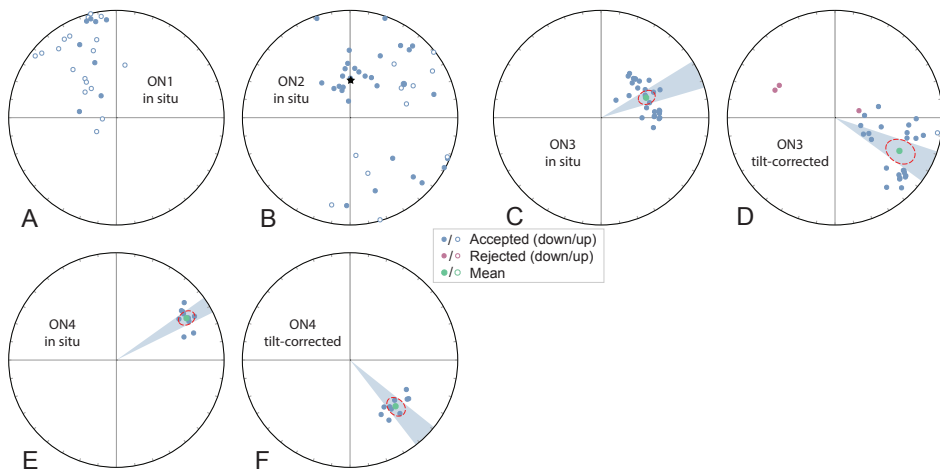 ON1
in situ
A
ON2
in situ
B
ON3
in situ
C
ON3
tilt-corrected
D
/ Accepted (down/up)
/ Rejected (down/up)
/ Mean
ON4
in situ
E
ON4
tilt-corrected
F